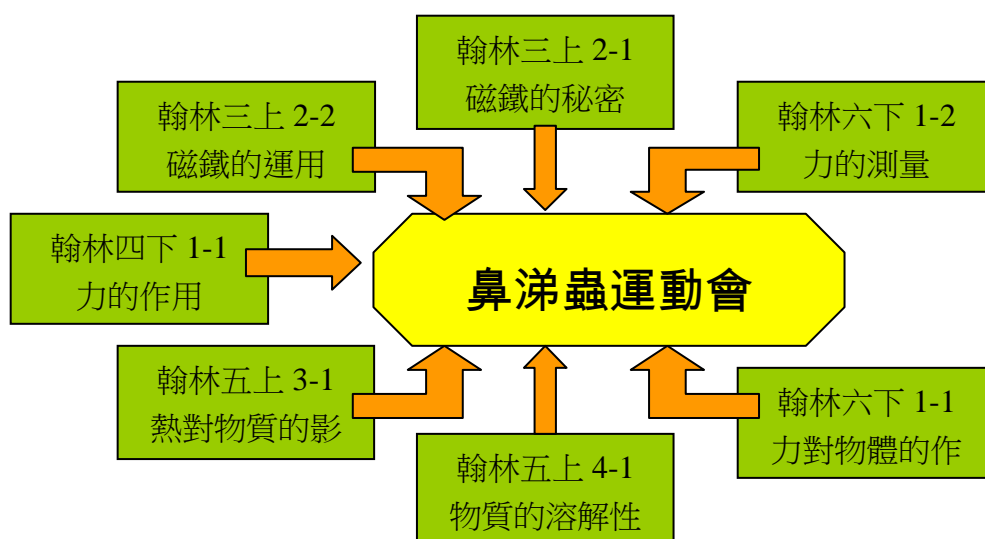 翰林三上 2-1
磁鐵的秘密
翰林三上 2-2
磁鐵的運用
翰林六下 1-2
力的測量
翰林四下 1-1
力的作用
鼻涕蟲運動會
翰林五上 3-1
熱對物質的影
翰林六下 1-1
力對物體的作
翰林五上 4-1
物質的溶解性